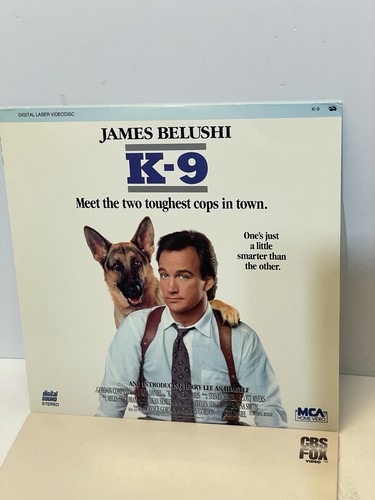 DIGITAL LASER VIDEODISC
K-9
JAMES BELUSHI
K-9
Meet the two toughest cops in town.
One's just
a little
smarter than
the other.
AND INTRODUCING JERRY LEE AS HIMSELF
digital
sound
STEREO
MCA
HOME VIDEO
CBS
FOX
VIDEO